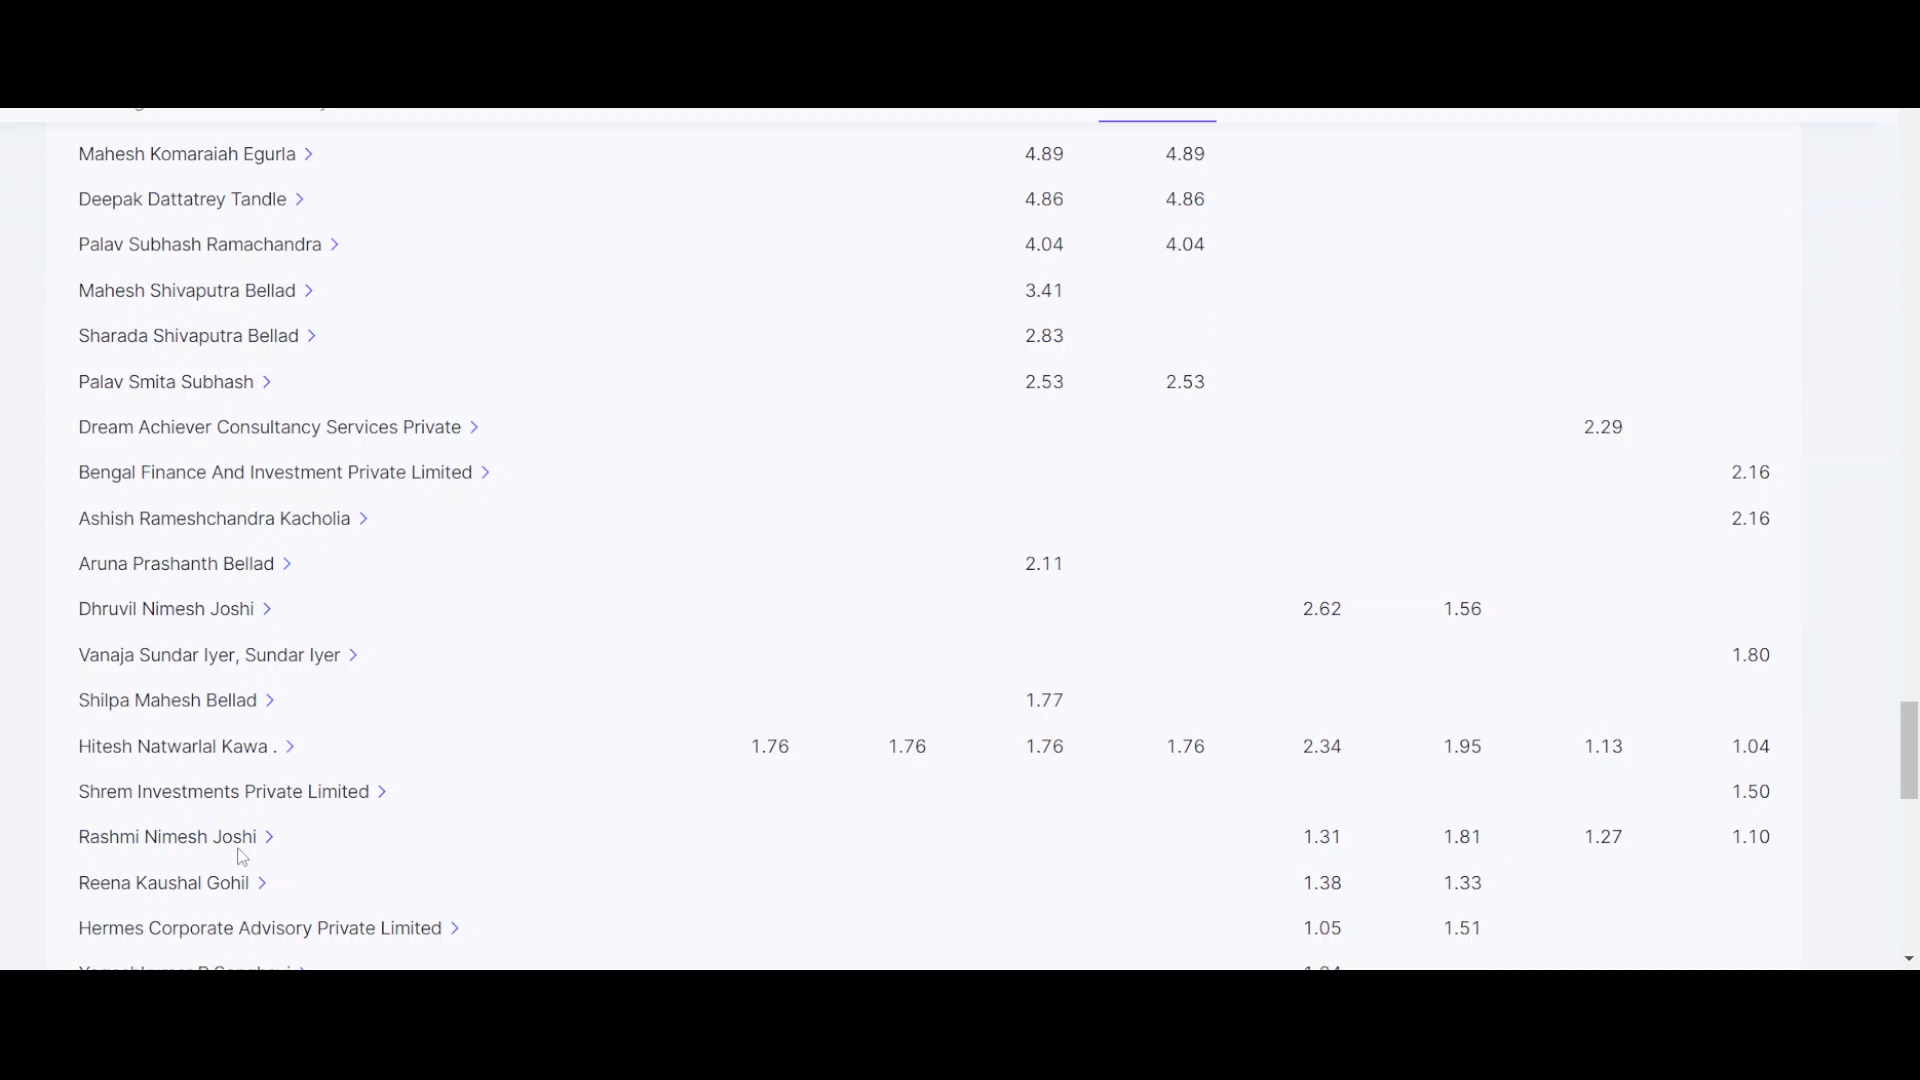 Mahesh Komaraiah Egurla > 4.89 4.89
Deepak Dattatrey Tandle > 4.86 4.86
Palav Subhash Ramachandra > 4.04 4.04
Mahesh Shivaputra Bellad > 3.41
Sharada Shivaputra Bellad > 2.83
Palav Smita Subhash > 2.53 2.53
Dream Achiever Consultancy Services Private > 2.29
Bengal Finance And Investment Private Limited > 2.16
Ashish Rameshchandra Kacholia > 2.16
Aruna Prashanth Bellad > 2.11
Dhruvil Nimesh Joshi > 2.62 1.56
Vanaja Sundar Iyer, Sundar Iyer > 1.80
Shilpa Mahesh Bellad > 1.77
Hitesh Natwarlal Kawa . > 1.76 1.76 1.76 1.76 2.34 1.95 1.13 1.04
Shrem Investments Private Limited > 1.50
Rashmi Nimesh Joshi > 1.31 1.81 1.27 1.10
Reena Kaushal Gohil > 1.38 1.33
Hermes Corporate Advisory Private Limited > 1.05 1.51